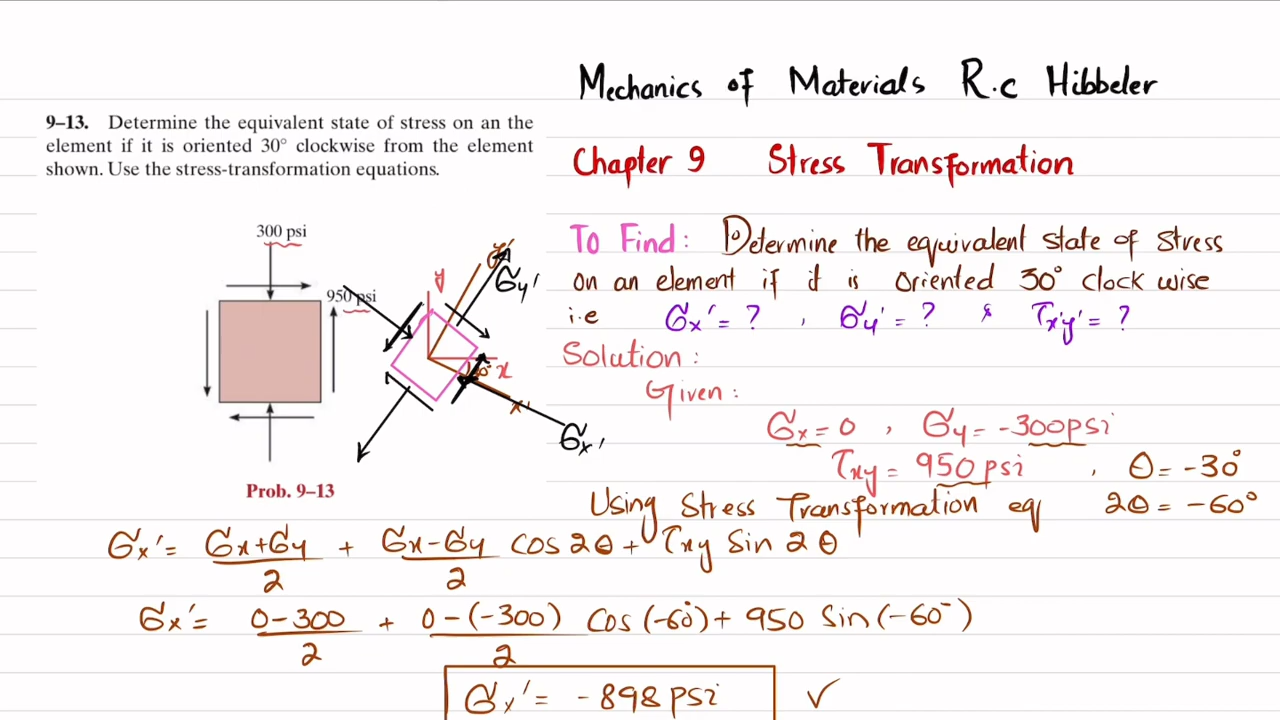 Mechanics of Materials R.c Hibbeler
9–13. Determine the equivalent state of stress on an the
element if it is oriented 30° clockwise from the element
shown. Use the stress-transformation equations.
Chapter 9 Stress Transformation
300 psi
950 psi
y
y'
σy'
30°
x
x'
σx'
Prob. 9–13
To Find: Determine the equivalent state of stress
on an element if it is oriented 30° clock wise
i.e σx' = ? , σy' = ? & τx'y' = ?
Solution:
Given:
σx = 0 , σy = -300psi
τxy = 950 psi , θ = -30°
Using Stress Transformation eq 2θ = -60°
σx' = σx+σy/2 + σx-σy/2 cos 2θ + τxy Sin 2θ
σx' = 0-300/2 + 0-(-300)/2 cos(-60°) + 950 Sin(-60°)
σx' = -898 psi ✓